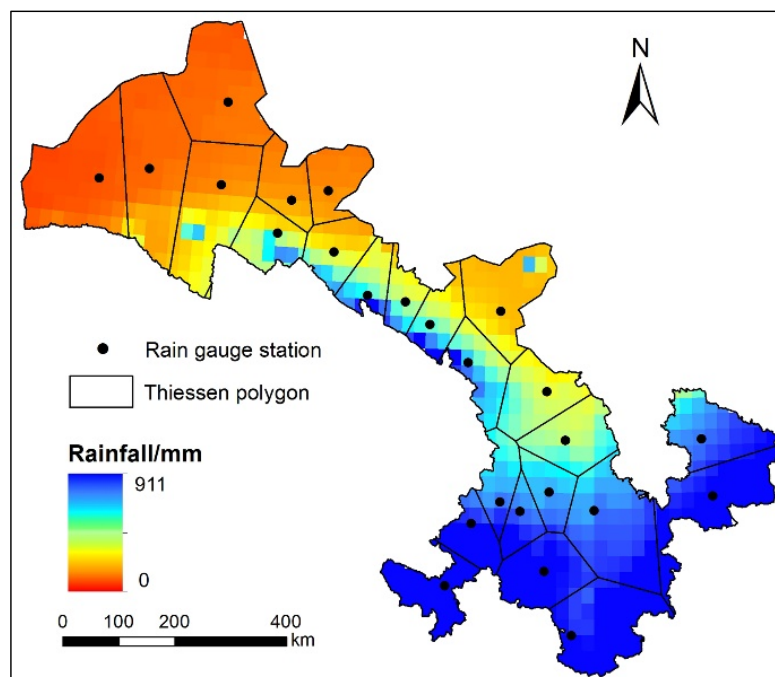 N
Rain gauge station
Thiessen polygon
Rainfall/mm
911
0
0 100 200 400
km